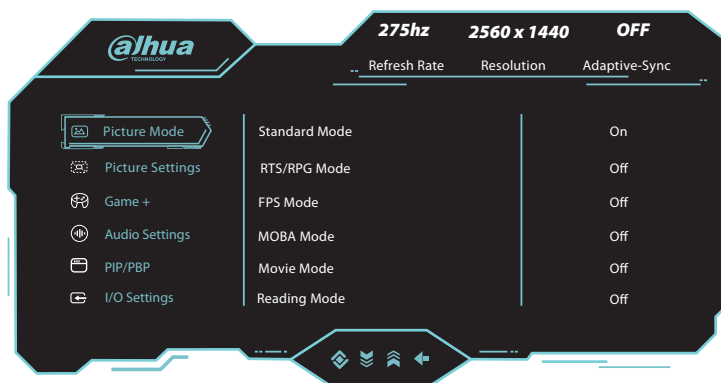 alhua
TECHNOLOGY
275hz 2560 x 1440 OFF
Refresh Rate Resolution Adaptive-Sync
Picture Mode Standard Mode On
Picture Settings RTS/RPG Mode Off
Game + FPS Mode Off
Audio Settings MOBA Mode Off
PIP/PBP Movie Mode Off
I/O Settings Reading Mode Off